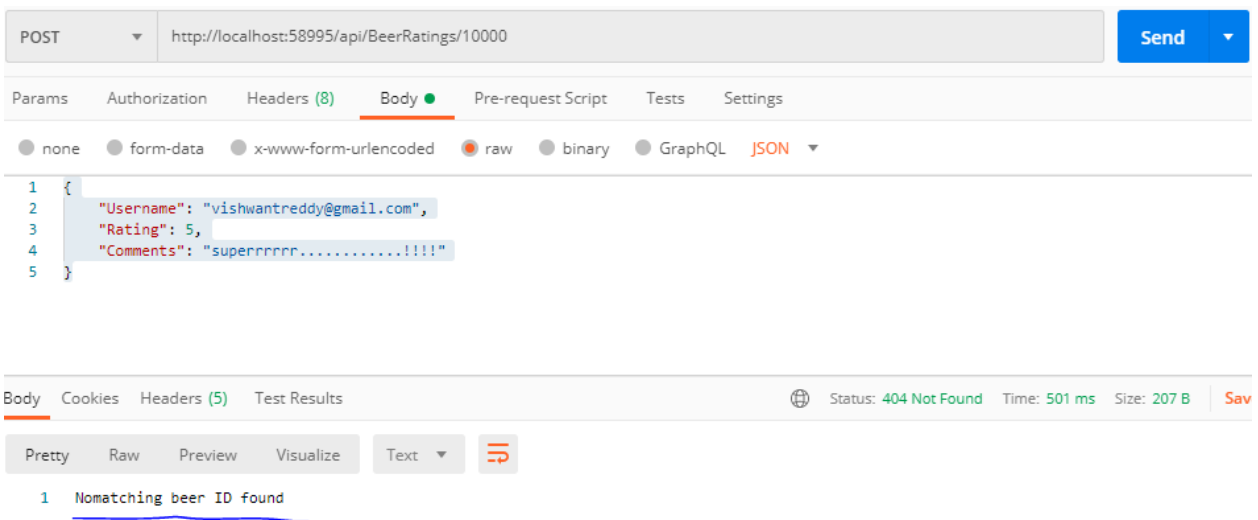 POST http://localhost:58995/api/BeerRatings/10000 Send
Params Authorization Headers (8) Body Pre-request Script Tests Settings
none form-data x-www-form-urlencoded raw binary GraphQL JSON
1 {
2 "Username": "vishwantreddy@gmail.com",
3 "Rating": 5,
4 "Comments": "superrrrrr............!!!!"
5 }
Body Cookies Headers (5) Test Results Status: 404 Not Found Time: 501 ms Size: 207 B Sav
Pretty Raw Preview Visualize Text
1 Nomatching beer ID found